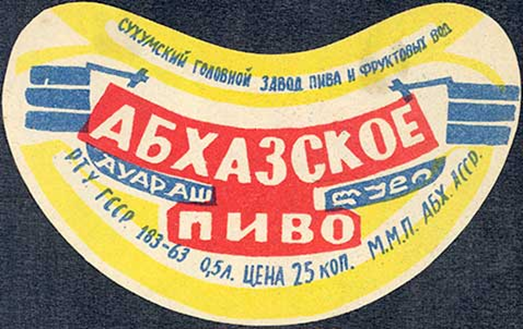 СУХУМСКИЙ ГОЛОВНОЙ ЗАВОД ПИВА И ФРУКТОВЫХ ВОД
АБХАЗСКОЕ
АУАРАШ ლუდი
ПИВО
Р.Т.У. ГССР 183-63 0,5л. ЦЕНА 25 КОП. М.М.П. АБХ. АССР.